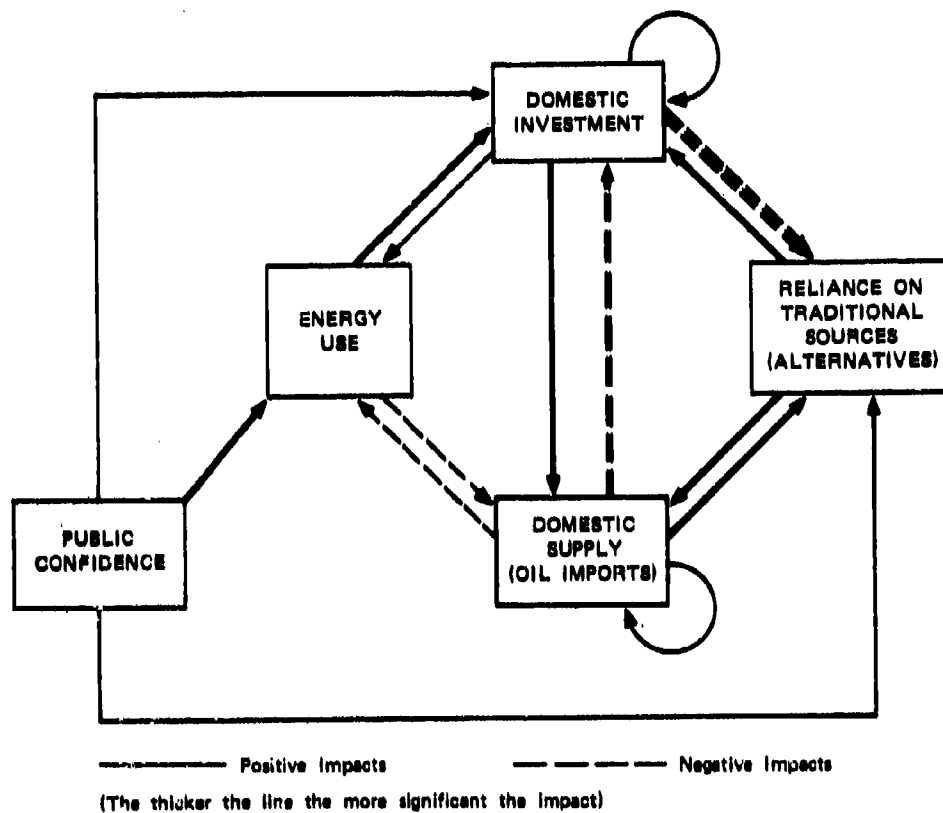 DOMESTIC
INVESTMENT
ENERGY
USE
RELIANCE ON
TRADITIONAL
SOURCES
(ALTERNATIVES)
PUBLIC
CONFIDENCE
DOMESTIC
SUPPLY
(OIL IMPORTS)
Positive Impacts
Negative Impacts
(The thicker the line the more significant the impact)